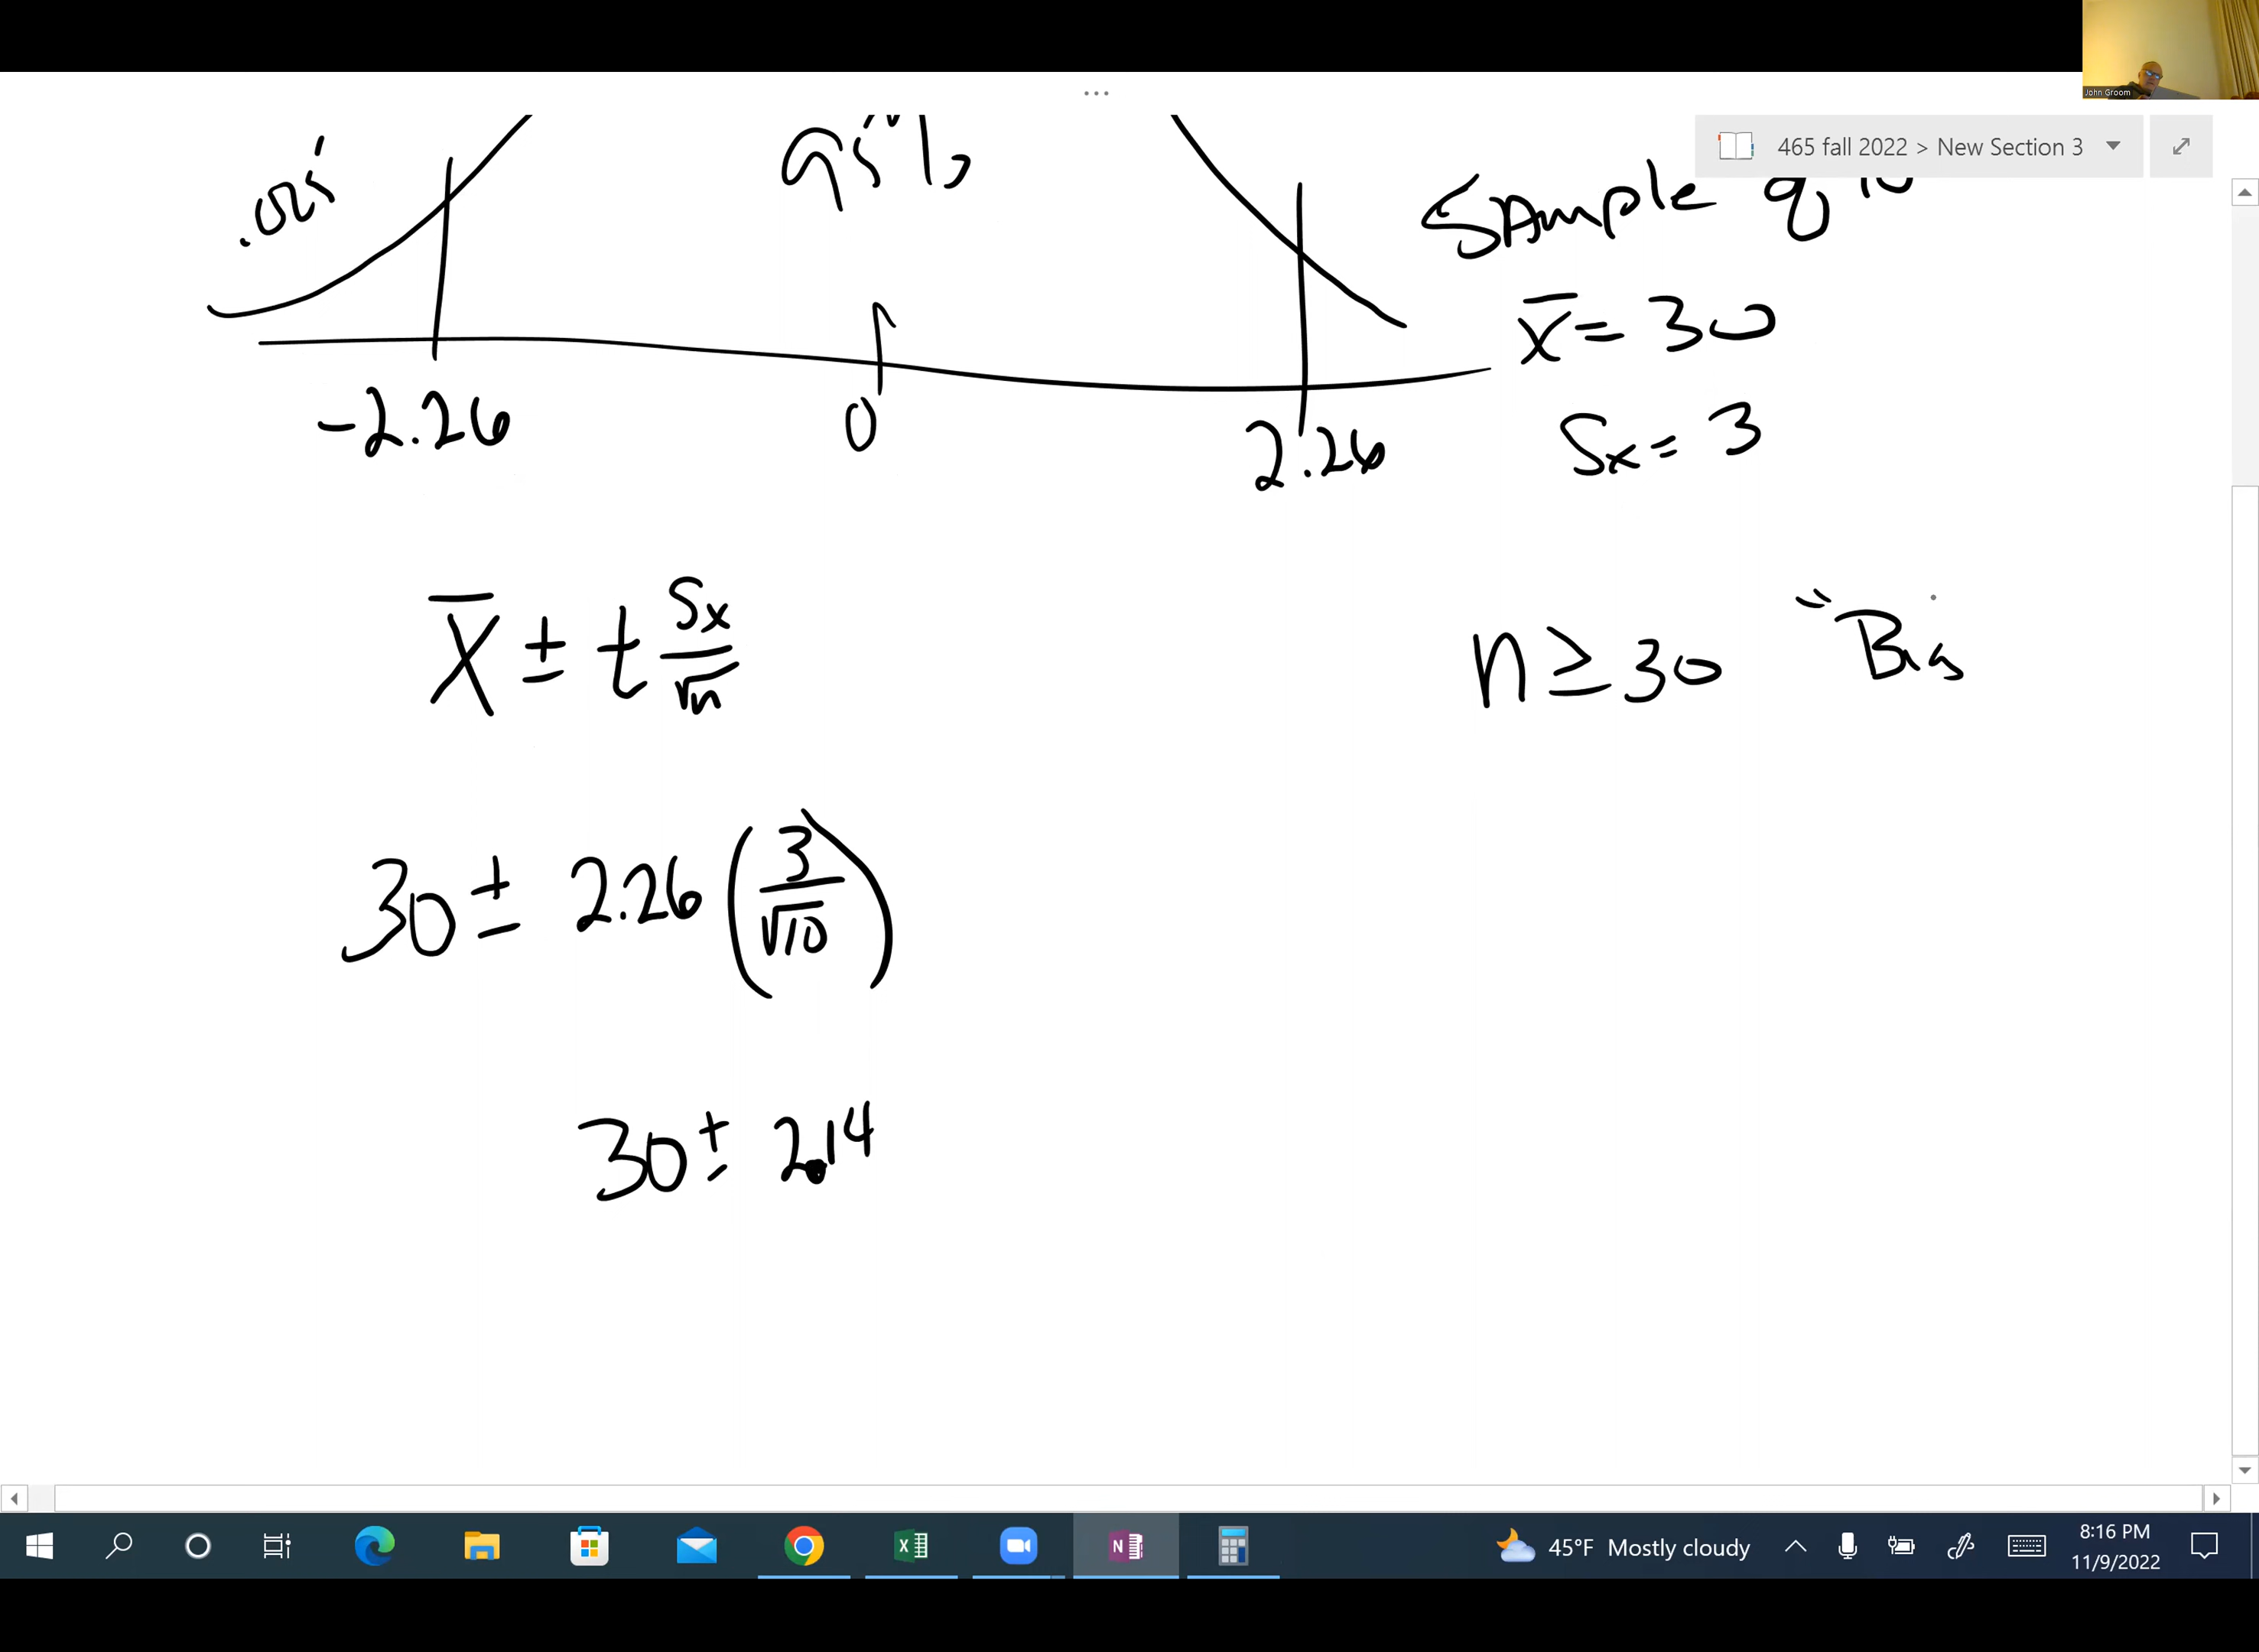 John Groom
465 fall 2022 > New Section 3
.025
95%
Sample of 10
x̄ = 30
Sx = 3
-2.26
0
2.26
X̄ ± t Sx/√n
n ≥ 30 "Big
30 ± 2.26 (3/√10)
30 ± 2.14
45°F Mostly cloudy
8:16 PM
11/9/2022